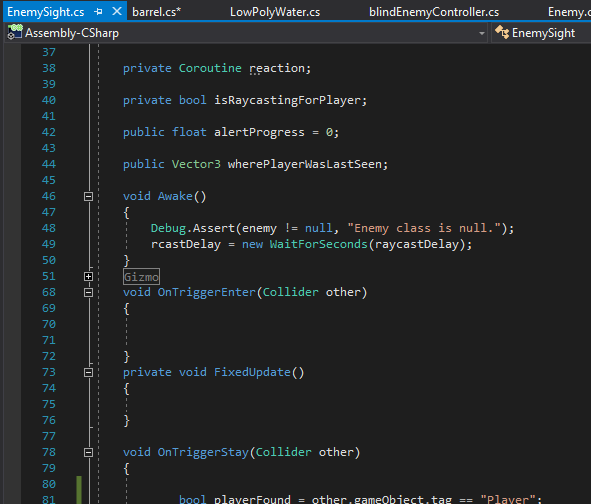 EnemySight.cs barrel.cs* LowPolyWater.cs blindEnemyController.cs Enemy.c
Assembly-CSharp EnemySight
37
38 private Coroutine reaction;
39
40 private bool isRaycastingForPlayer;
41
42 public float alertProgress = 0;
43
44 public Vector3 wherePlayerWasLastSeen;
45
46 void Awake()
47 {
48 Debug.Assert(enemy != null, "Enemy class is null.");
49 rcastDelay = new WaitForSeconds(raycastDelay);
50 }
51 Gizmo
68 void OnTriggerEnter(Collider other)
69 {
70
71
72 }
73 private void FixedUpdate()
74 {
75
76 }
77
78 void OnTriggerStay(Collider other)
79 {
80
81 bool playerFound = other.gameObject.tag == "Player";